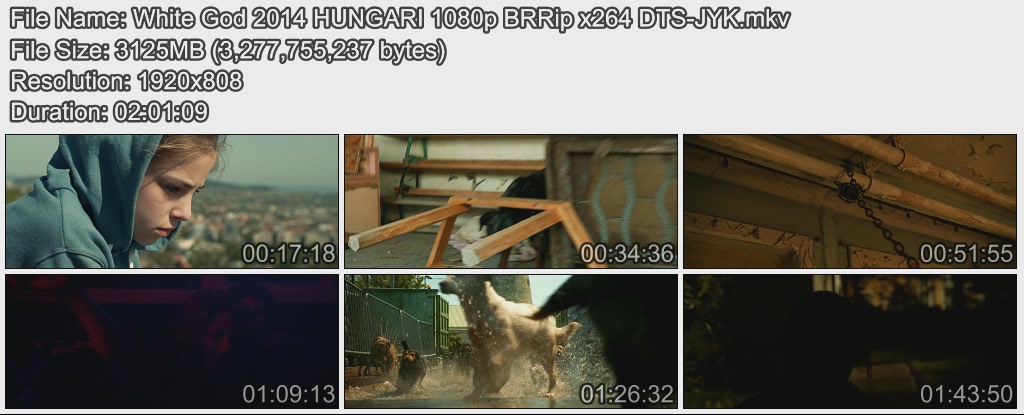 File Name: White God 2014 HUNGARI 1080p BRRip x264 DTS-JYK.mkv
File Size: 3125MB (3,277,755,237 bytes)
Resolution: 1920x808
Duration: 02:01:09
00:17:18
00:34:36
00:51:55
01:09:13
01:26:32
01:43:50